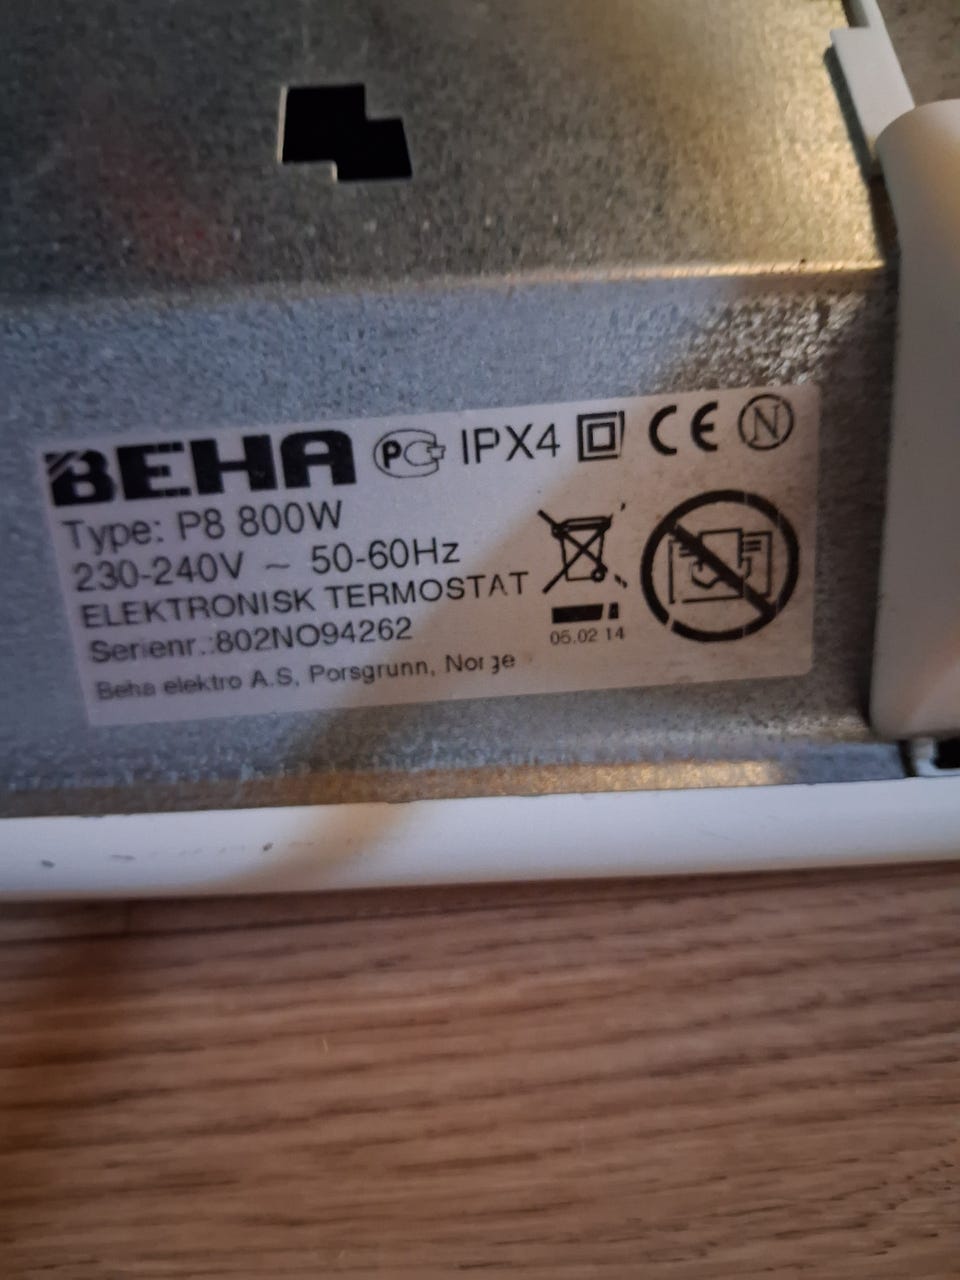 BEHA IPX4 CE N
Type: P8 800W
230-240V ~ 50-60Hz
ELEKTRONISK TERMOSTAT
Serienr.:802NO94262
05.02 14
Beha elektro A.S, Porsgrunn, Norge